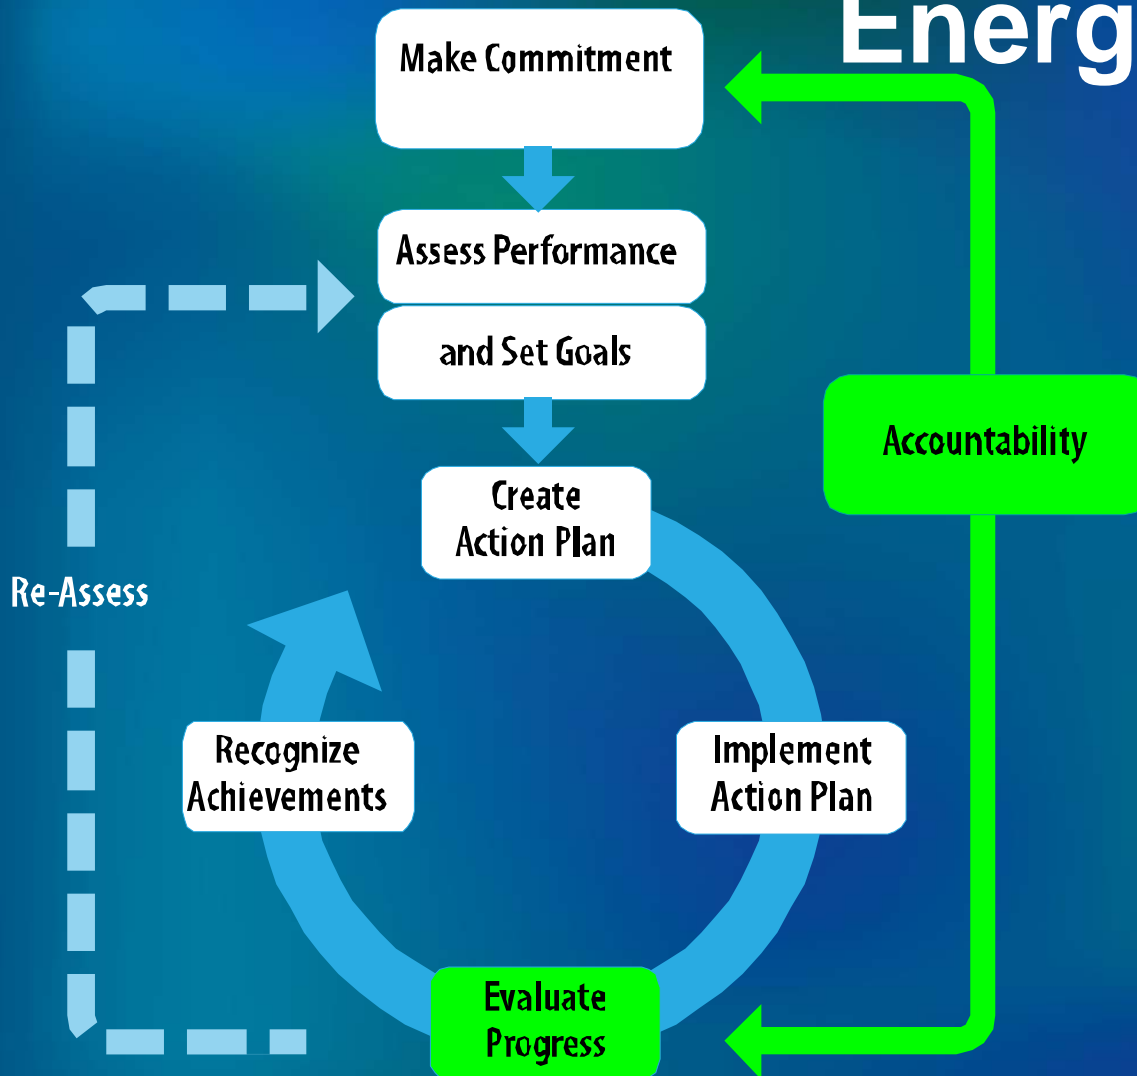 Energ
Make Commitment
Assess Performance
and Set Goals
Accountability
Create
Action Plan
Re-Assess
Recognize
Achievements
Implement
Action Plan
Evaluate
Progress